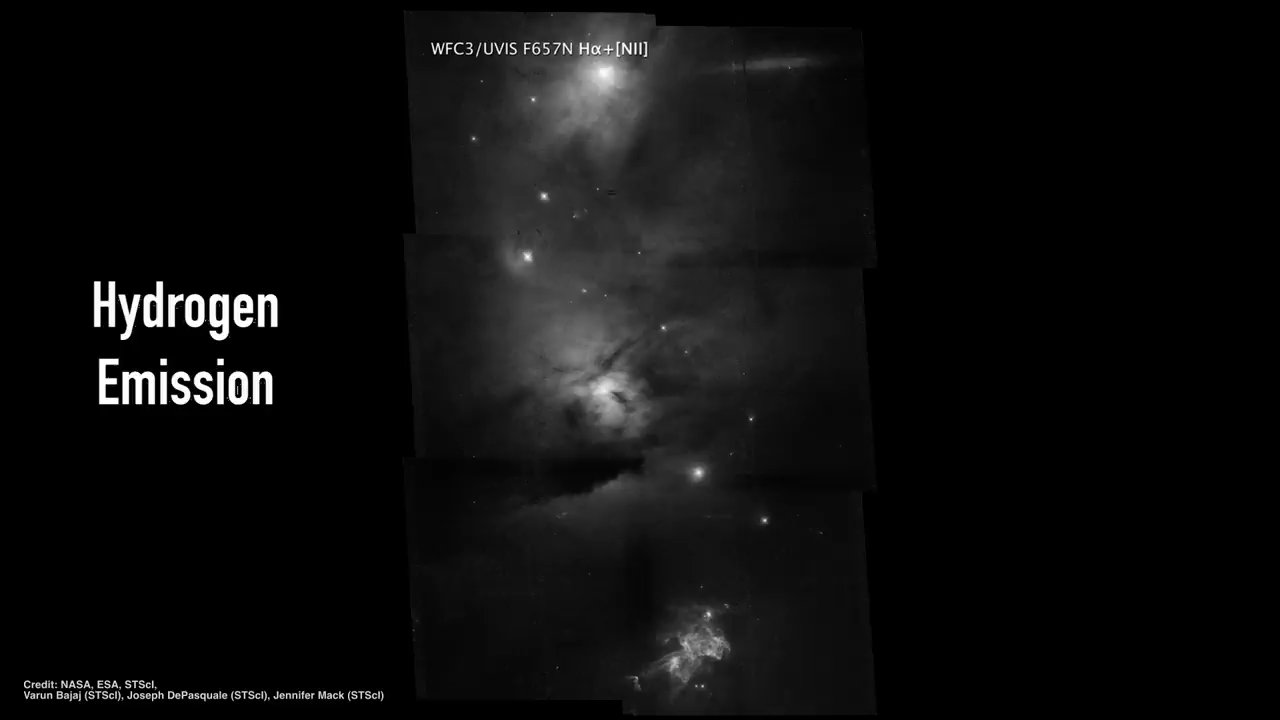 WFC3/UVIS F657N Hα+[NII]
Hydrogen
Emission
Credit: NASA, ESA, STScI,
Varun Bajaj (STScI), Joseph DePasquale (STScI), Jennifer Mack (STScI)